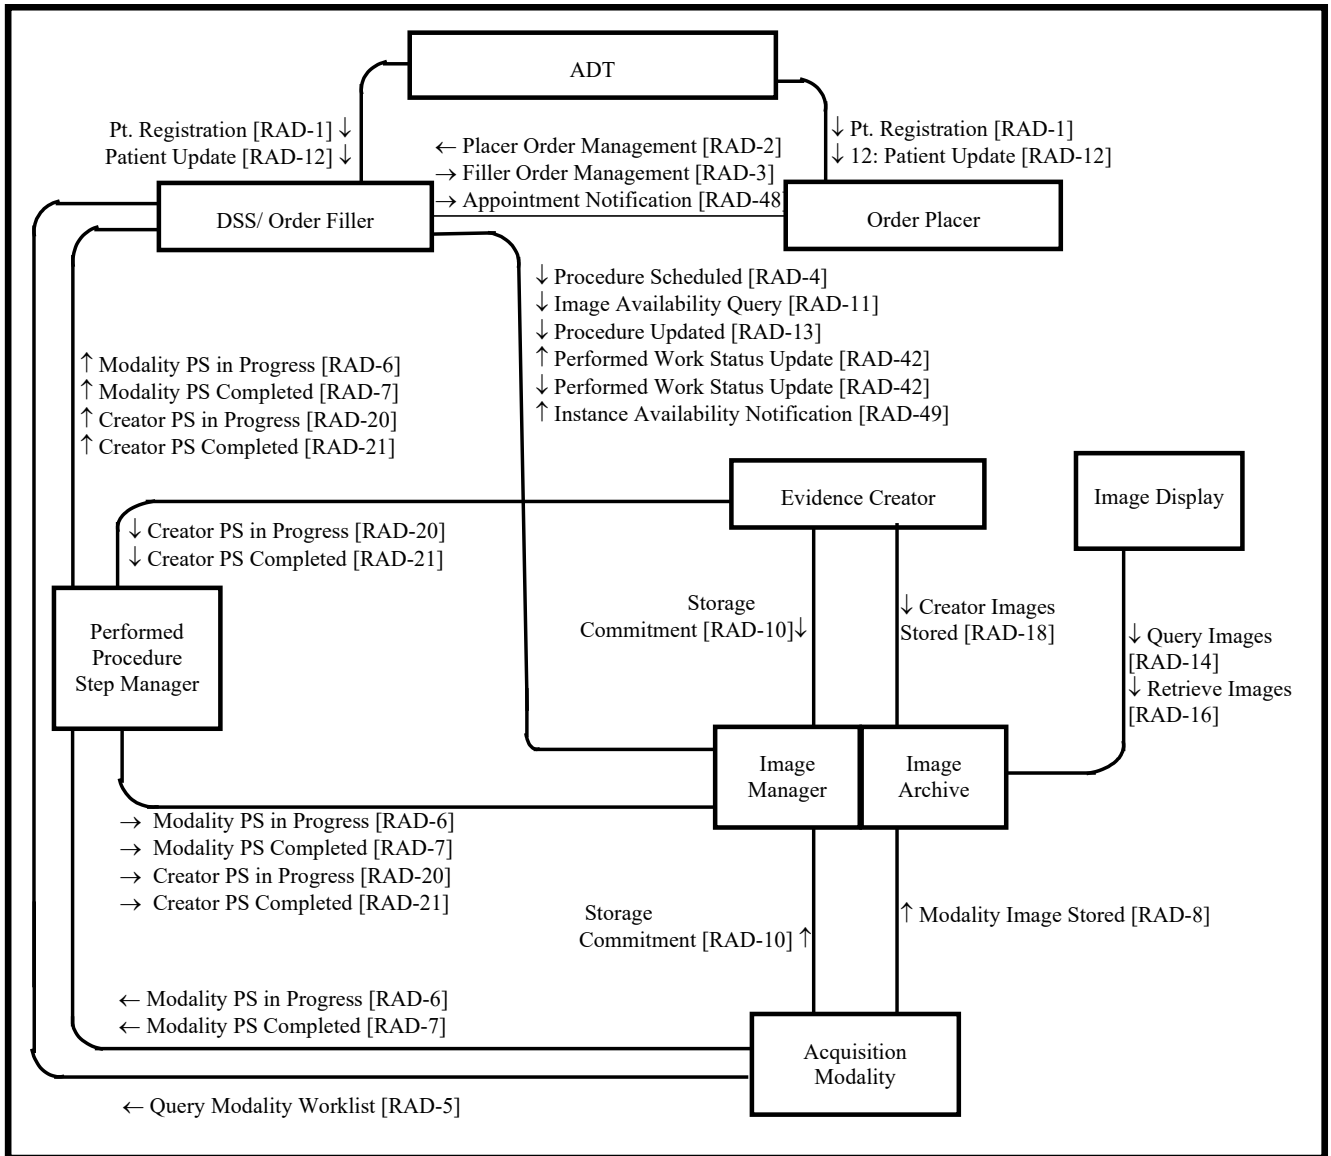 ADT
Pt. Registration [RAD-1] ↓
Patient Update [RAD-12] ↓
← Placer Order Management [RAD-2]
→ Filler Order Management [RAD-3]
→ Appointment Notification [RAD-48]
↓ Pt. Registration [RAD-1]
↓ 12: Patient Update [RAD-12]
DSS/ Order Filler
Order Placer
↓ Procedure Scheduled [RAD-4]
↓ Image Availability Query [RAD-11]
↓ Procedure Updated [RAD-13]
↑ Performed Work Status Update [RAD-42]
↓ Performed Work Status Update [RAD-42]
↑ Instance Availability Notification [RAD-49]
↑ Modality PS in Progress [RAD-6]
↑ Modality PS Completed [RAD-7]
↑ Creator PS in Progress [RAD-20]
↑ Creator PS Completed [RAD-21]
Evidence Creator
Image Display
↓ Creator PS in Progress [RAD-20]
↓ Creator PS Completed [RAD-21]
Performed
Procedure
Step Manager
Storage
Commitment [RAD-10]↓
↓ Creator Images
Stored [RAD-18]
↓ Query Images
[RAD-14]
↓ Retrieve Images
[RAD-16]
Image
Manager
Image
Archive
→ Modality PS in Progress [RAD-6]
→ Modality PS Completed [RAD-7]
→ Creator PS in Progress [RAD-20]
→ Creator PS Completed [RAD-21]
Storage
Commitment [RAD-10] ↑
↑ Modality Image Stored [RAD-8]
← Modality PS in Progress [RAD-6]
← Modality PS Completed [RAD-7]
Acquisition
Modality
← Query Modality Worklist [RAD-5]